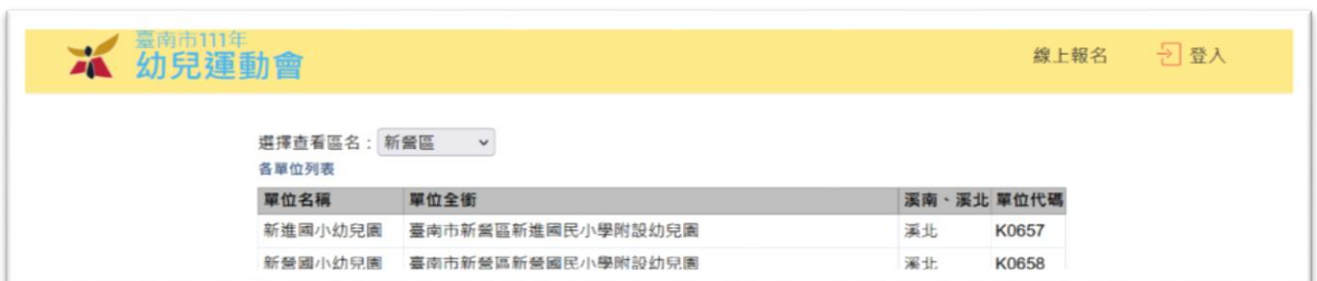 臺南市111年
幼兒運動會
線上報名 登入
選擇查看區名：新營區
各單位列表
單位名稱 單位全銜 溪南、溪北 單位代碼
新進國小幼兒園 臺南市新營區新進國民小學附設幼兒園 溪北 K0657
新營國小幼兒園 臺南市新營區新營國民小學附設幼兒園 溪北 K0658